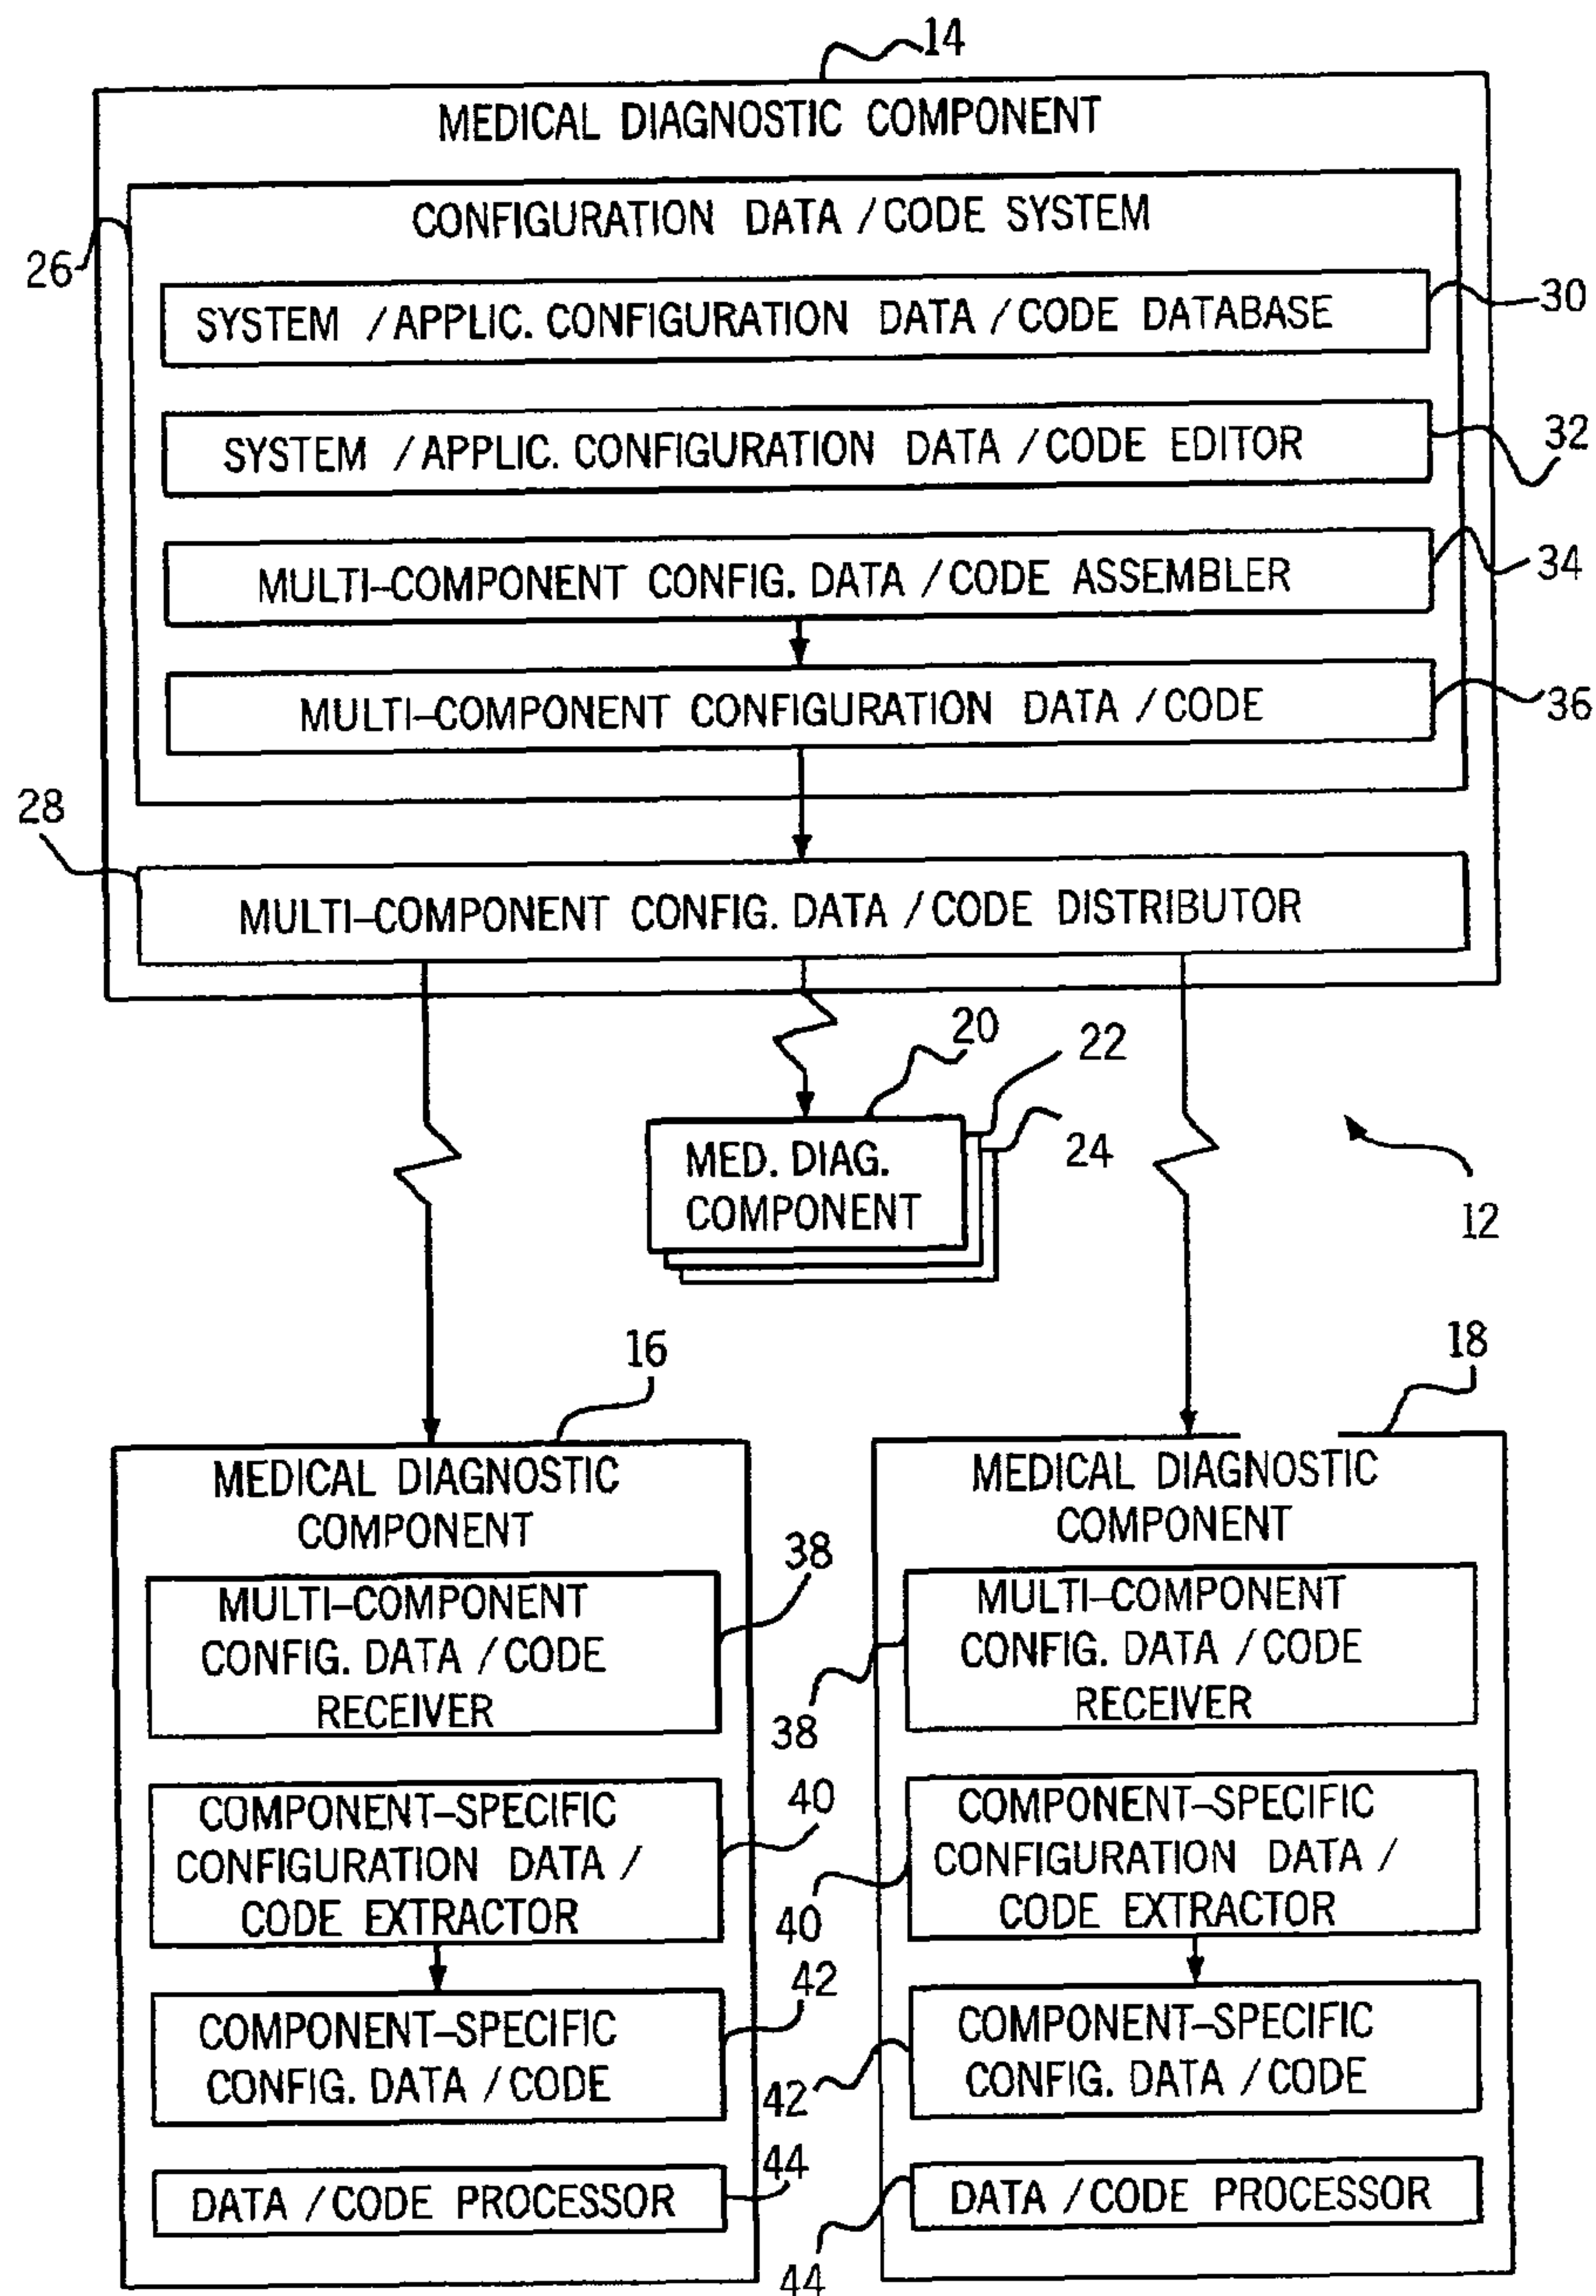 14
MEDICAL DIAGNOSTIC COMPONENT
CONFIGURATION DATA / CODE SYSTEM
26
SYSTEM / APPLIC. CONFIGURATION DATA / CODE DATABASE
30
SYSTEM / APPLIC. CONFIGURATION DATA / CODE EDITOR
32
MULTI-COMPONENT CONFIG. DATA / CODE ASSEMBLER
34
MULTI-COMPONENT CONFIGURATION DATA / CODE
36
28
MULTI-COMPONENT CONFIG. DATA / CODE DISTRIBUTOR
20
22
24
MED. DIAG.
COMPONENT
12
16
MEDICAL DIAGNOSTIC
COMPONENT
38
MULTI-COMPONENT
CONFIG. DATA / CODE
RECEIVER
40
COMPONENT-SPECIFIC
CONFIGURATION DATA /
CODE EXTRACTOR
42
COMPONENT-SPECIFIC
CONFIG. DATA / CODE
44
DATA / CODE PROCESSOR
18
MEDICAL DIAGNOSTIC
COMPONENT
MULTI-COMPONENT
CONFIG. DATA / CODE
RECEIVER
38
COMPONENT-SPECIFIC
CONFIGURATION DATA /
CODE EXTRACTOR
40
COMPONENT-SPECIFIC
CONFIG. DATA / CODE
42
DATA / CODE PROCESSOR
44